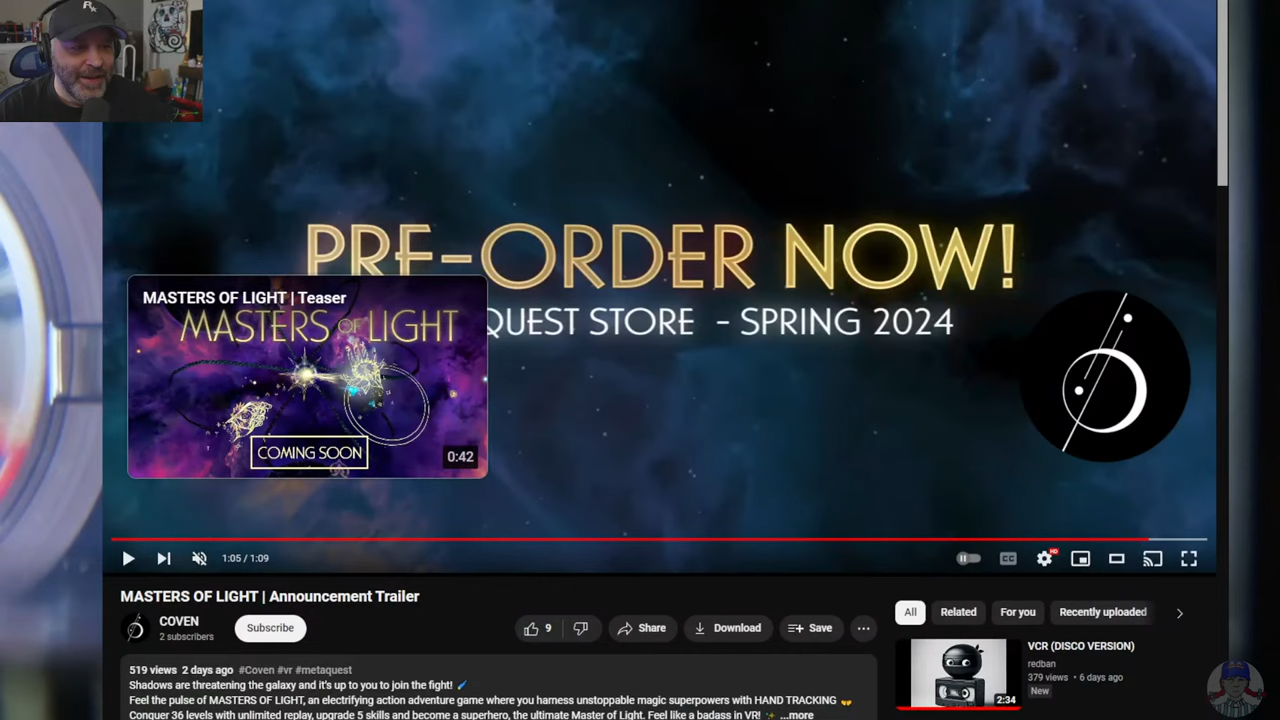 PRE-ORDER NOW!
QUEST STORE - SPRING 2024
MASTERS OF LIGHT | Teaser
MASTERS OF LIGHT
COMING SOON
0:42
1:05 / 1:09
CC
HD
MASTERS OF LIGHT | Announcement Trailer
COVEN
2 subscribers
Subscribe
9
Share
Download
Save
519 views 2 days ago #Coven #vr #metaquest
Shadows are threatening the galaxy and it's up to you to join the fight!
Feel the pulse of MASTERS OF LIGHT, an electrifying action adventure game where you harness unstoppable magic superpowers with HAND TRACKING
Conquer 36 levels with unlimited replay, upgrade 5 skills and become a superhero, the ultimate Master of Light. Feel like a badass in VR! ...more
All
Related
For you
Recently uploaded
VCR (DISCO VERSION)
redban
379 views • 6 days ago
New
2:34